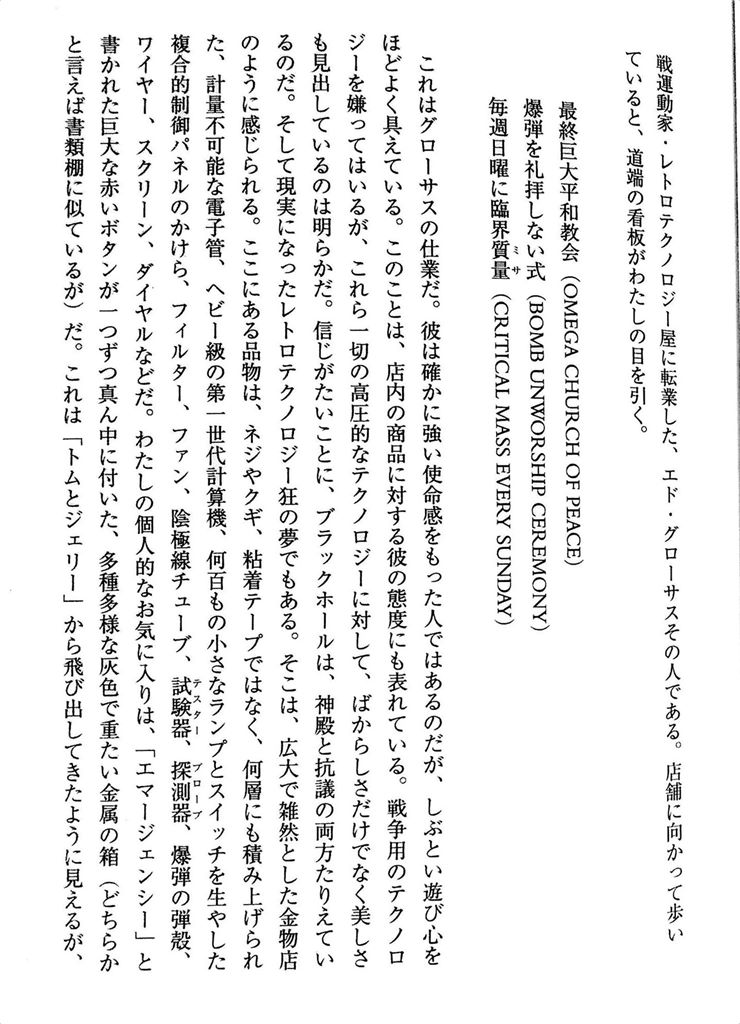 戦運動家・レトロテクノロジー屋に転業した、エド・グローサスその人である。店舗に向かって歩い
ていると、道端の看板がわたしの目を引く。
最終巨大平和教会 (OMEGA CHURCH OF PEACE)
爆弾を礼拝しない式 (BOMB UNWORSHIP CEREMONY)
毎週日曜に臨界質量 (CRITICAL MASS EVERY SUNDAY)
ミサ
これはグローサスの仕業だ。彼は確かに強い使命感をもった人ではあるのだが、しぶとい遊び心を
ほどよく具えている。このことは、店内の商品に対する彼の態度にも表れている。戦争用のテクノロ
ジーを嫌ってはいるが、これら一切の高圧的なテクノロジーに対して、ばからしさだけでなく美しさ
も見出しているのは明らかだ。信じがたいことに、ブラックホールは、神殿と抗議の両方たりえてい
るのだ。そして現実になったレトロテクノロジー狂の夢でもある。そこは、広大で雑然とした金物店
のように感じられる。ここにある品物は、ネジやクギ、粘着テープではなく、何層にも積み上げられ
た、計量不可能な電子管、ヘビー級の第一世代計算機、何百もの小さなランプとスイッチを生やした
複合的制御パネルのかけら、フィルター、ファン、陰極線チューブ、試験器、探測器、爆弾の弾殻、
テスター プローブ
ワイヤー、スクリーン、ダイヤルなどだ。わたしの個人的なお気に入りは、「エマージェンシー」と
書かれた巨大な赤いボタンが一つずつ真ん中に付いた、多種多様な灰色で重たい金属の箱（どちらか
と言えば書類棚に似ているが）だ。これは「トムとジェリー」から飛び出してきたように見えるが、